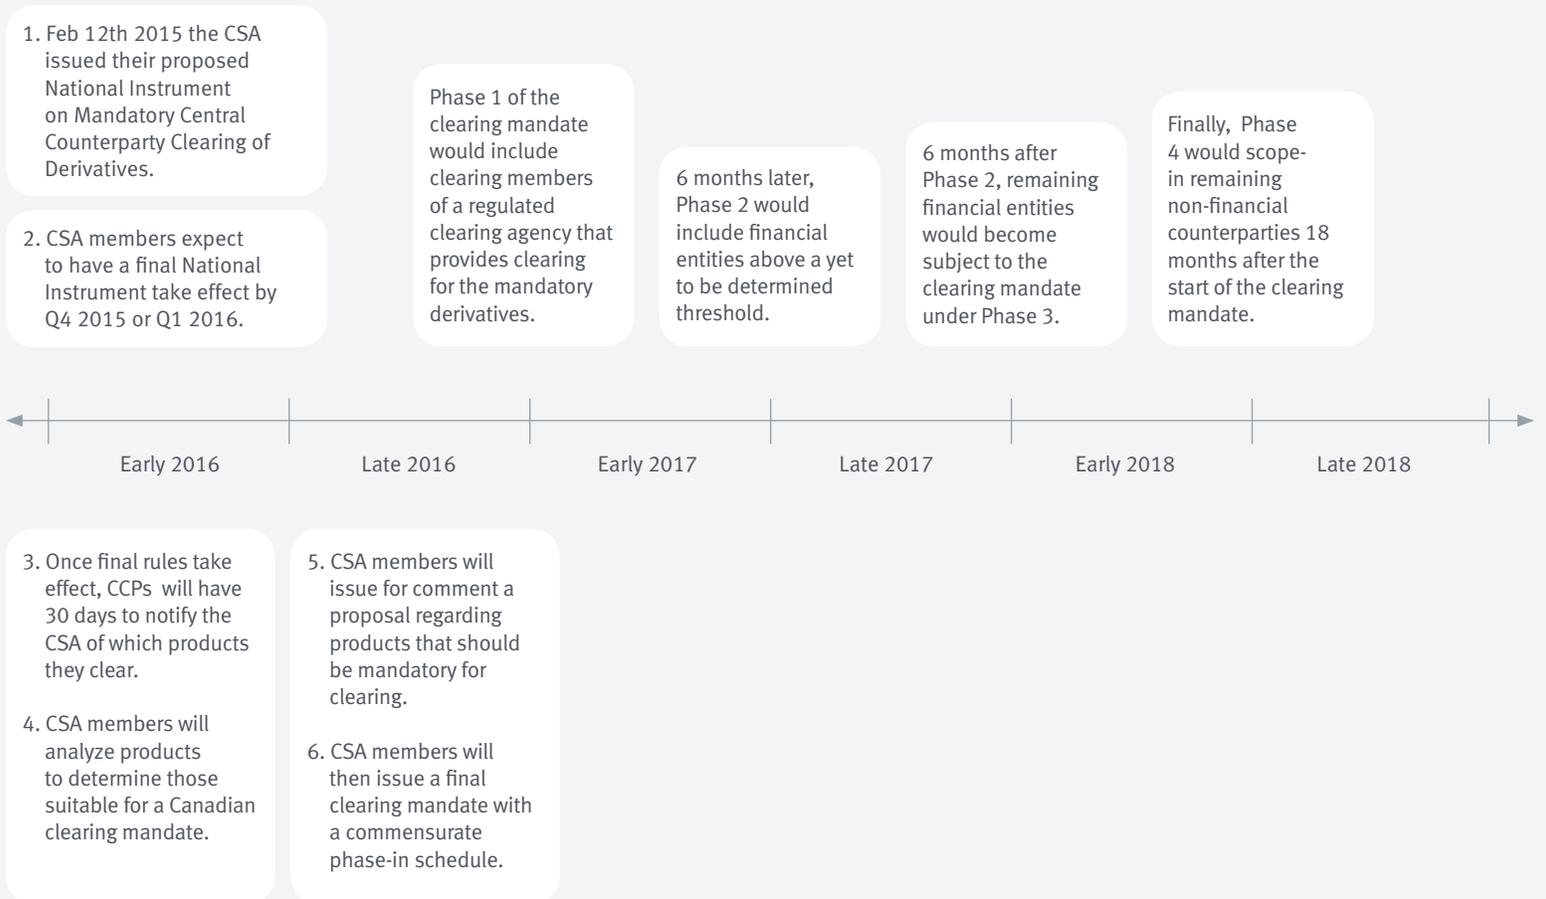 1. Feb 12th 2015 the CSA
issued their proposed
National Instrument
on Mandatory Central
Counterparty Clearing of
Derivatives.
2. CSA members expect
to have a final National
Instrument take effect by
Q4 2015 or Q1 2016.
Phase 1 of the
clearing mandate
would include
clearing members
of a regulated
clearing agency that
provides clearing
for the mandatory
derivatives.
6 months later,
Phase 2 would
include financial
entities above a yet
to be determined
threshold.
6 months after
Phase 2, remaining
financial entities
would become
subject to the
clearing mandate
under Phase 3.
Finally,  Phase
4 would scope-
in remaining
non-financial
counterparties 18
months after the
start of the clearing
mandate.
Early 2016
Late 2016
Early 2017
Late 2017
Early 2018
Late 2018
3. Once final rules take
effect, CCPs  will have
30 days to notify the
CSA of which products
they clear.
4. CSA members will
analyze products
to determine those
suitable for a Canadian
clearing mandate.
5. CSA members will
issue for comment a
proposal regarding
products that should
be mandatory for
clearing.
6. CSA members will
then issue a final
clearing mandate with
a commensurate
phase-in schedule.